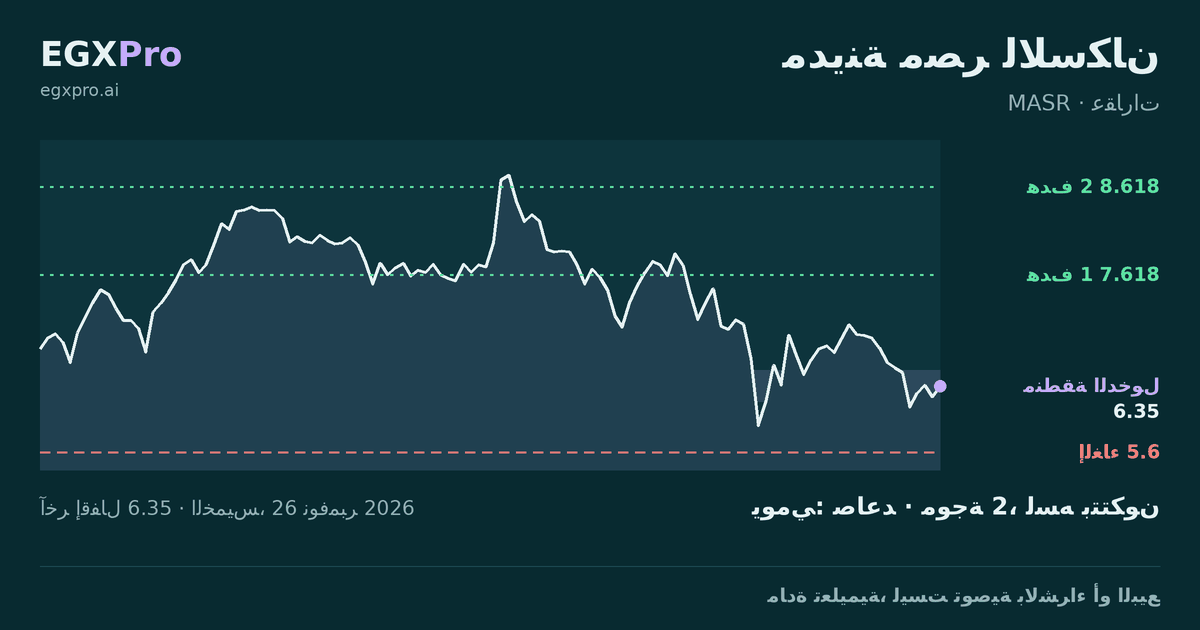 EGXPro
egxpro.ai
مدينة مصر للاسكان
MASR · عقارات
هدف 2 8.618
هدف 1 7.618
منطقة الدخول
6.35
إلغاء 5.6
يومي: صاعد · موجة 2، لسه بتتكون
آخر إقفال 6.35 · الخميس، 26 نوفمبر 2026
مادة تعليمية، ليست توصية بالشراء أو البيع